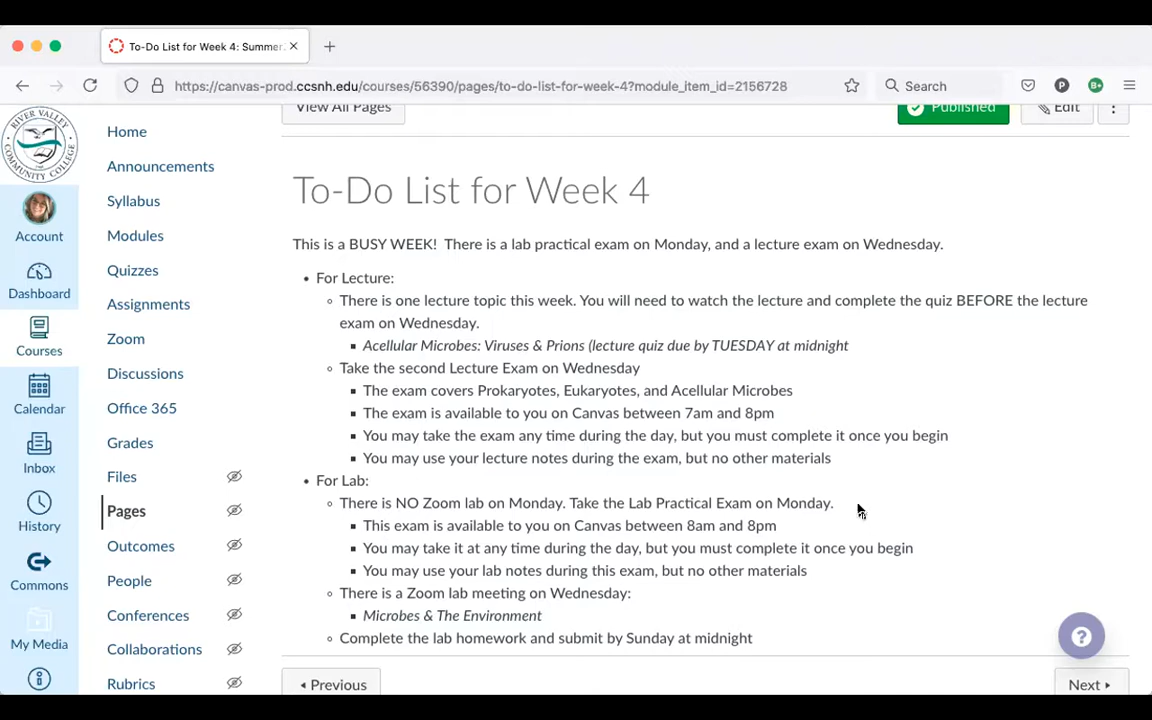 To-Do List for Week 4: Summer
https://canvas-prod.ccsnh.edu/courses/56390/pages/to-do-list-for-week-4?module_item_id=2156728
Search
P
B+
RIVER VALLEY
COMMUNITY COLLEGE
Account
Dashboard
Courses
Calendar
Inbox
History
Commons
My Media
Home
Announcements
Syllabus
Modules
Quizzes
Assignments
Zoom
Discussions
Office 365
Grades
Files
Pages
Outcomes
People
Conferences
Collaborations
Rubrics
View All Pages
Published
Edit
To-Do List for Week 4
This is a BUSY WEEK! There is a lab practical exam on Monday, and a lecture exam on Wednesday.
• For Lecture:
◦ There is one lecture topic this week. You will need to watch the lecture and complete the quiz BEFORE the lecture
exam on Wednesday.
▪ Acellular Microbes: Viruses & Prions (lecture quiz due by TUESDAY at midnight
◦ Take the second Lecture Exam on Wednesday
▪ The exam covers Prokaryotes, Eukaryotes, and Acellular Microbes
▪ The exam is available to you on Canvas between 7am and 8pm
▪ You may take the exam any time during the day, but you must complete it once you begin
▪ You may use your lecture notes during the exam, but no other materials
• For Lab:
◦ There is NO Zoom lab on Monday. Take the Lab Practical Exam on Monday.
▪ This exam is available to you on Canvas between 8am and 8pm
▪ You may take it at any time during the day, but you must complete it once you begin
▪ You may use your lab notes during this exam, but no other materials
◦ There is a Zoom lab meeting on Wednesday:
▪ Microbes & The Environment
◦ Complete the lab homework and submit by Sunday at midnight
Previous
Next
?